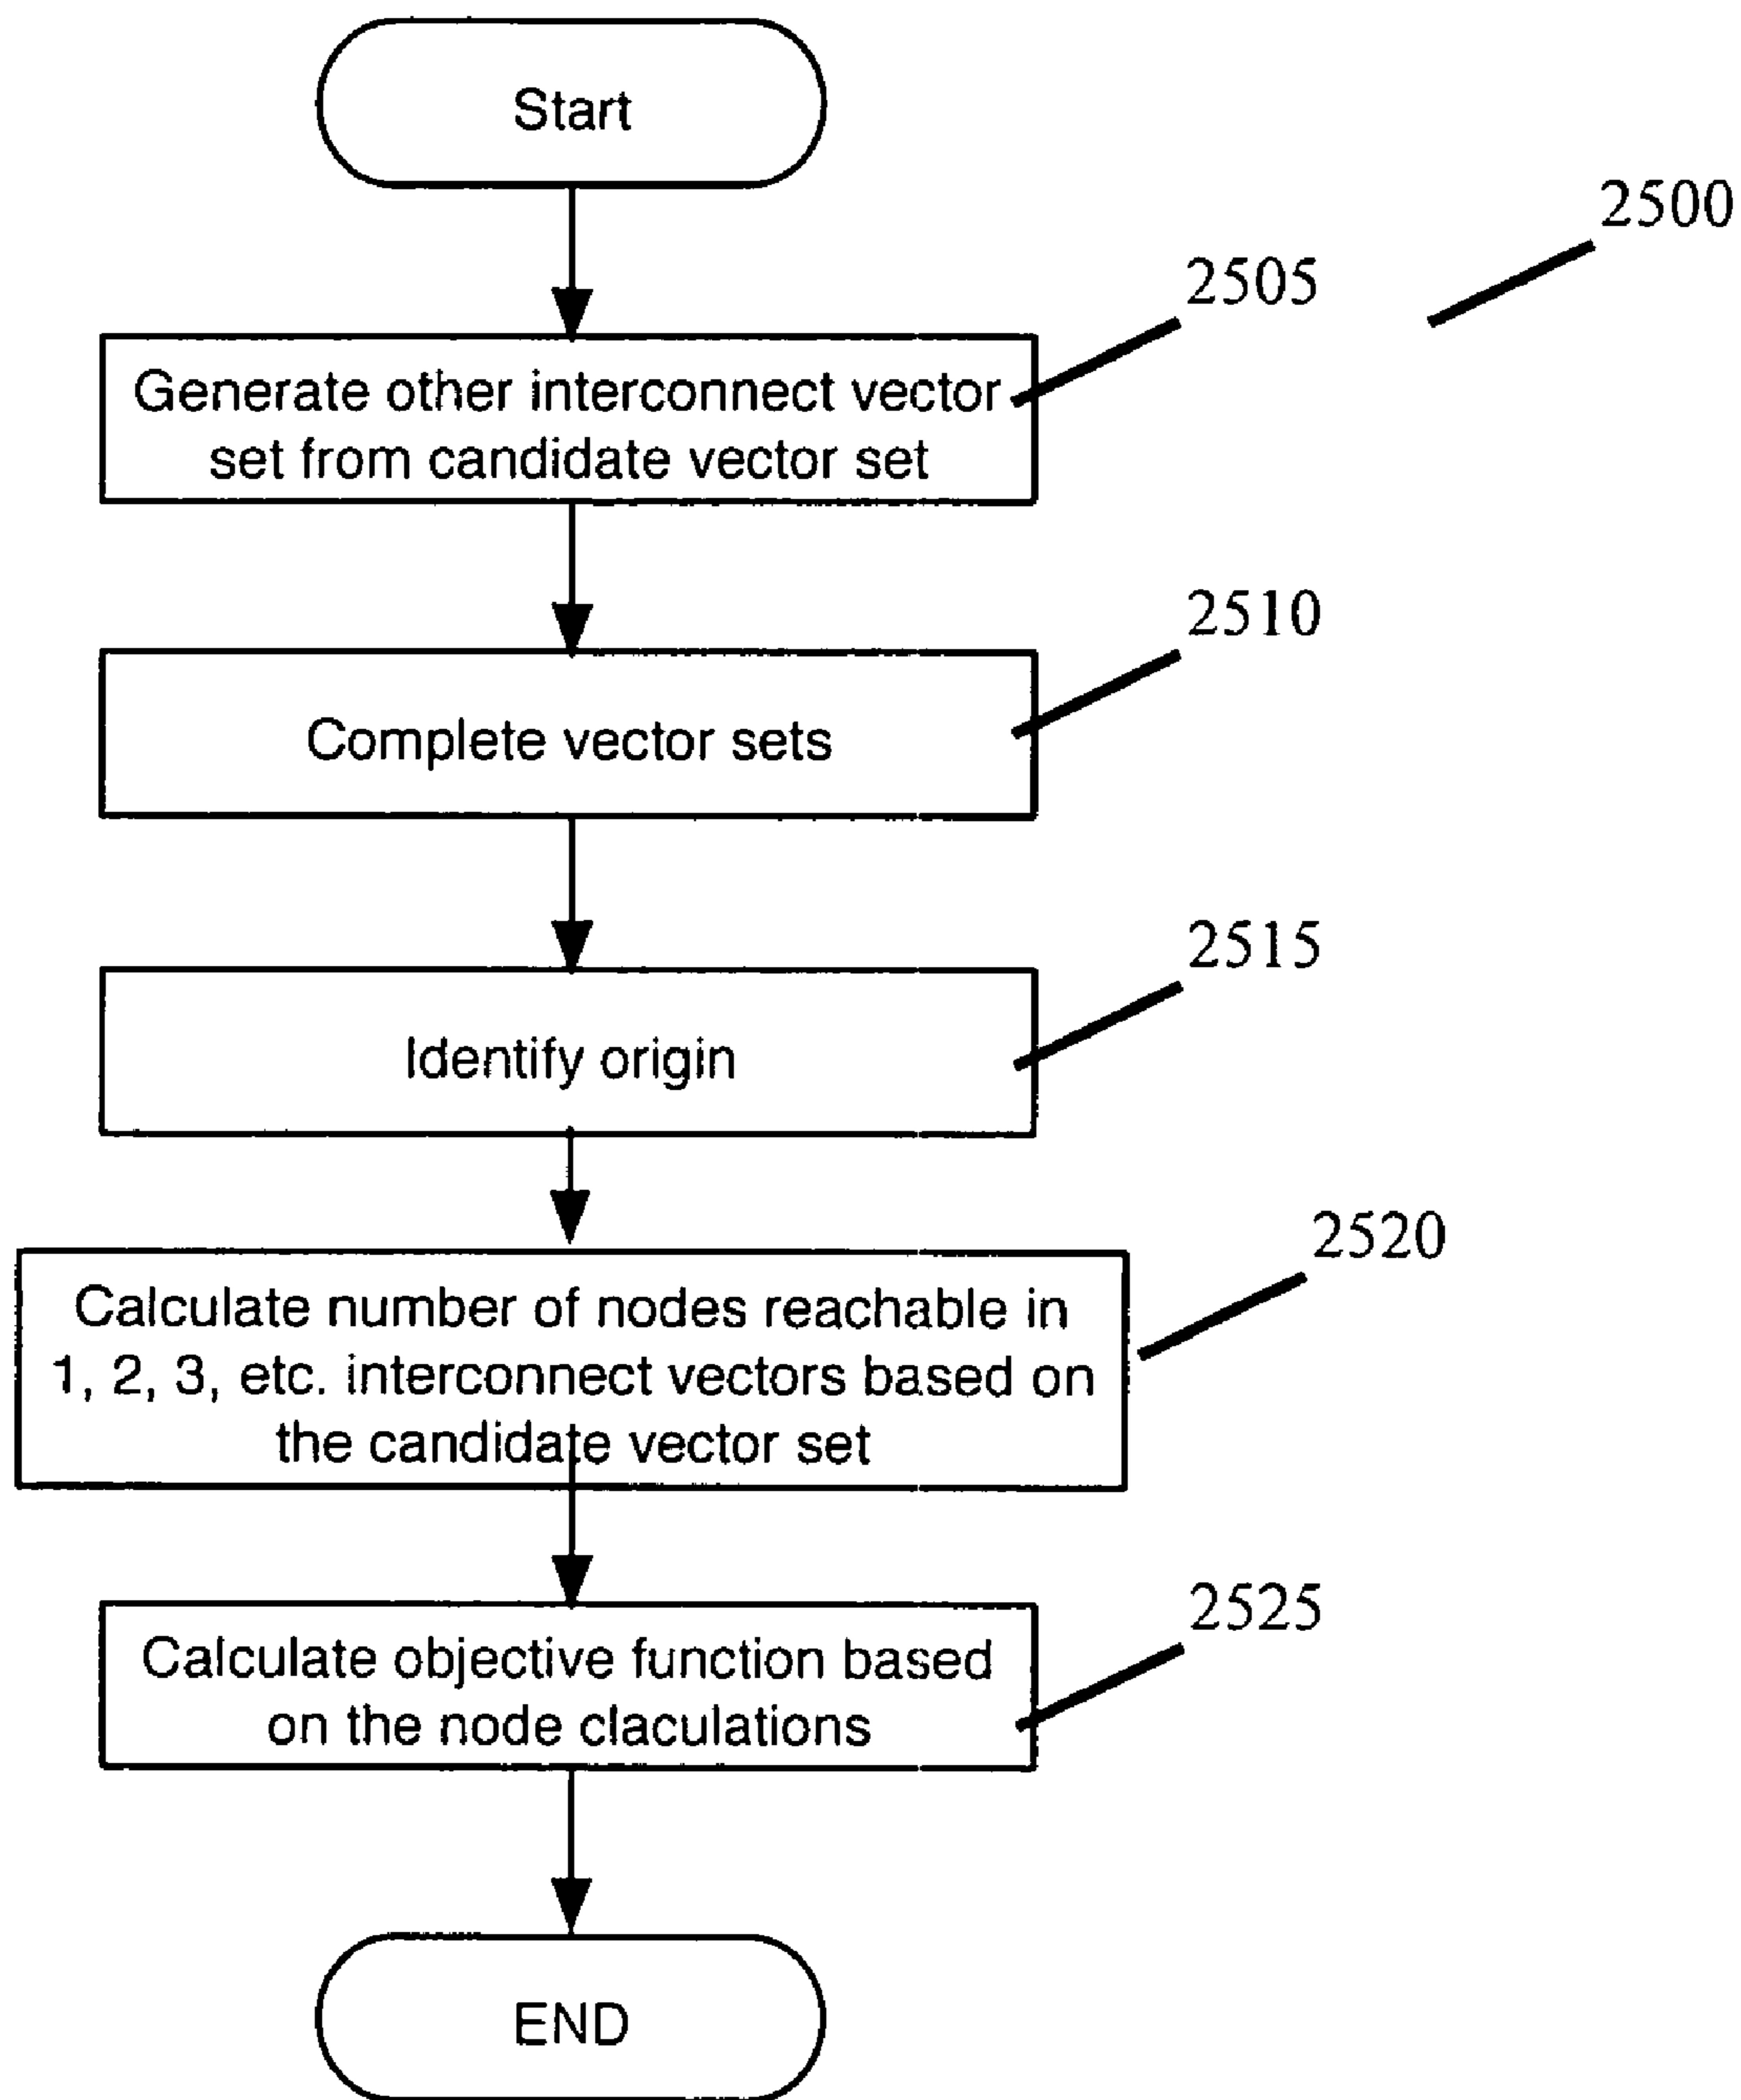 Start
2500
2505
Generate other interconnect vector
set from candidate vector set
2510
Complete vector sets
2515
Identify origin
2520
Calculate number of nodes reachable in
1, 2, 3, etc. interconnect vectors based on
the candidate vector set
2525
Calculate objective function based
on the node claculations
END